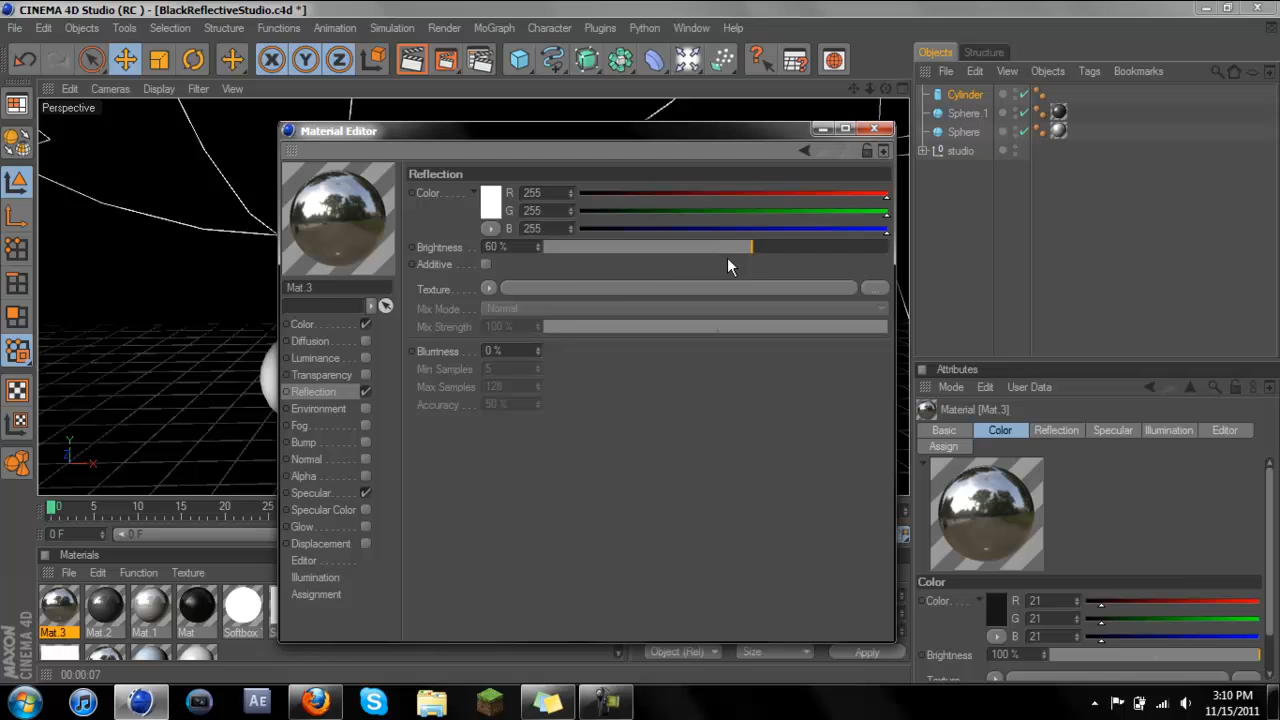 CINEMA 4D Studio (RC) - [BlackReflectiveStudio.c4d *]
File Edit Objects Tools Selection Structure Functions Animation Simulation Render MoGraph Character Plugins Python Window Help
Objects Structure
File Edit View Objects Tags Bookmarks
Edit Cameras Display Filter View
Perspective
Cylinder
Sphere.1
Sphere
studio
Material Editor
Reflection
Color R 255
G 255
B 255
Brightness 60 %
Additive
Texture ...
Mix Mode Normal
Mix Strength 100 %
Blurriness 0 %
Min Samples 5
Max Samples 128
Accuracy 50 %
Mat.3
Color
Diffusion
Luminance
Transparency
Reflection
Environment
Fog
Bump
Normal
Alpha
Specular
Specular Color
Glow
Displacement
Editor
Illumination
Assignment
Y
Z
X
0 5 10 15 20 25
0 F 0 F
Materials
File Edit Function Texture
Mat.3 Mat.2 Mat.1 Mat Softbox
Object (Rel) Size Apply
00:00:07
MAXON
CINEMA 4D
Attributes
Mode Edit User Data
Material [Mat.3]
Basic Color Reflection Specular Illumination Editor
Assign
Color
Color R 21
G 21
B 21
Brightness 100 %
Ae
3:10 PM
11/15/2011